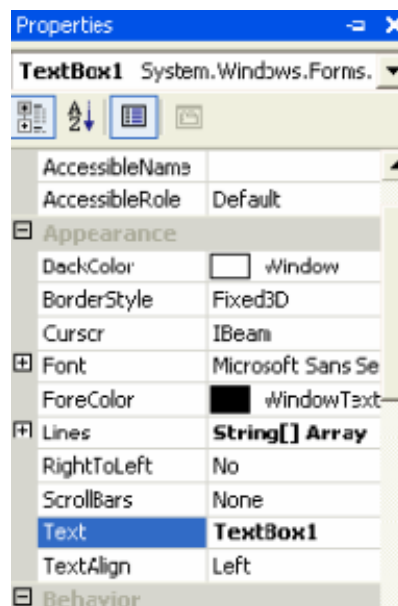 Properties
TextBox1 System.Windows.Forms.
AccessibleName
AccessibleRole Default
Appearance
BackColor Window
BorderStyle Fixed3D
Cursor IBeam
Font Microsoft Sans Se
ForeColor WindowText
Lines String[] Array
RightToLeft No
ScrollBars None
Text TextBox1
TextAlign Left
Behavior